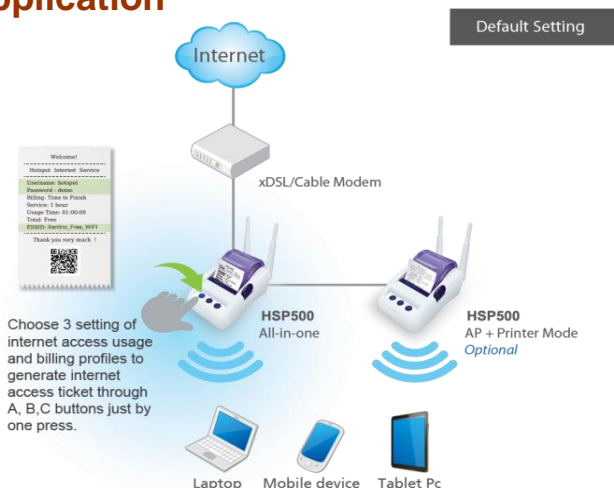 pplication
Default Setting
Internet
xDSL/Cable Modem
Welcome!
Hotspot Internet Service
Username: hotspot
Password : demo
Billing: Time to Finish
Service: 1 hour
Usage Time: 01:00:00
Total: Free
ESSID: Xertino_Free_WIFI
Thank you very much !
HSP500
All-in-one
HSP500
AP + Printer Mode
Optional
Choose 3 setting of
internet access usage
and billing profiles to
generate internet
access ticket through
A, B,C buttons just by
one press.
Laptop
Mobile device
Tablet Pc